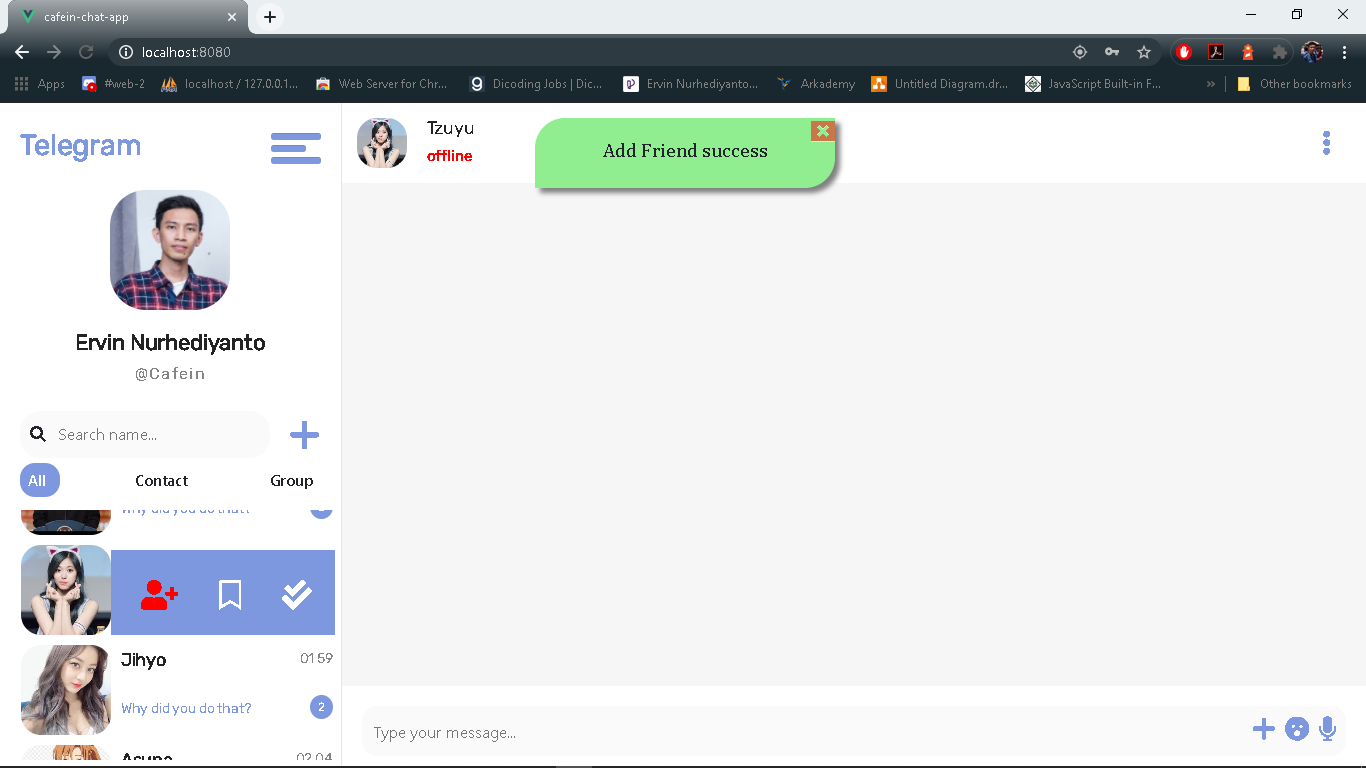 cafein-chat-app
localhost:8080
Apps
#web-2
localhost / 127.0.0.1...
Web Server for Chr...
Dicoding Jobs | Dic...
Ervin Nurhediyanto...
Arkademy
Untitled Diagram.dr...
JavaScript Built-in F...
»
Other bookmarks
Telegram
Ervin Nurhediyanto
@Cafein
Search name...
All Contact Group
Why did you do that?
Jihyo 01 59
Why did you do that? 2
Asuna 02 04
Tzuyu
offline
Add Friend success
Type your message...